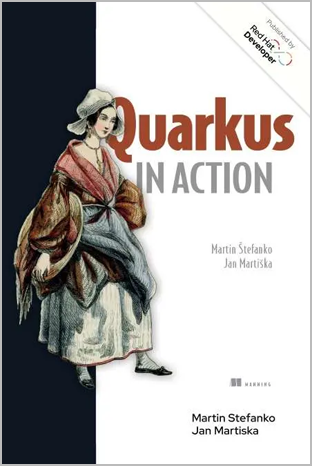 Published by
Red Hat
Developer
Quarkus
IN ACTION
Martin Štefanko
Jan Martiška
MANNING
Martin Stefanko
Jan Martiska